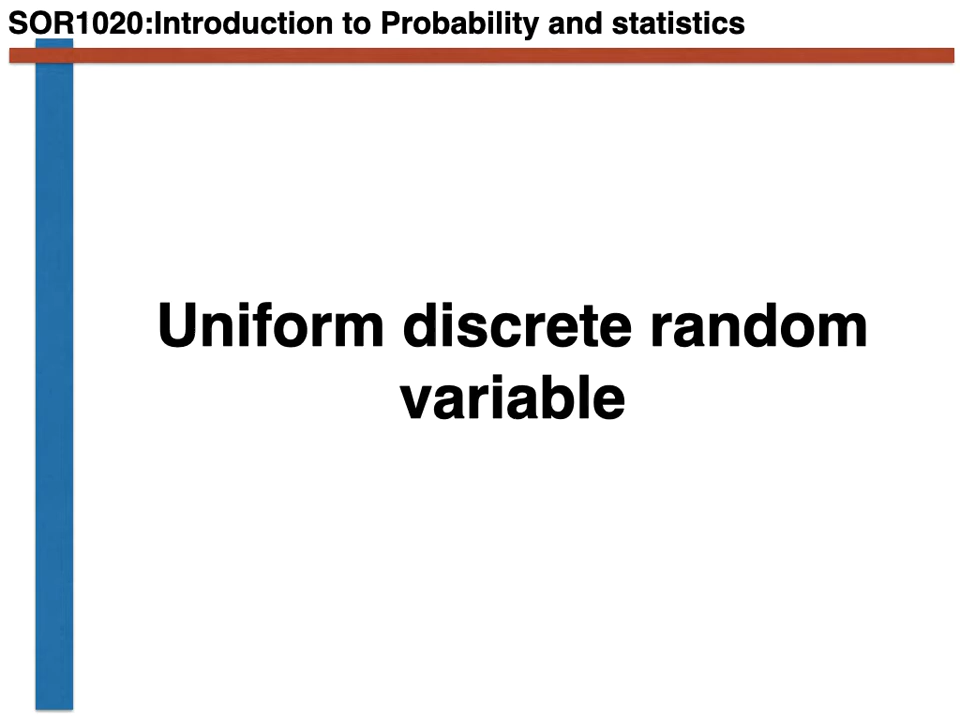 SOR1020:Introduction to Probability and statistics
Uniform discrete random
variable